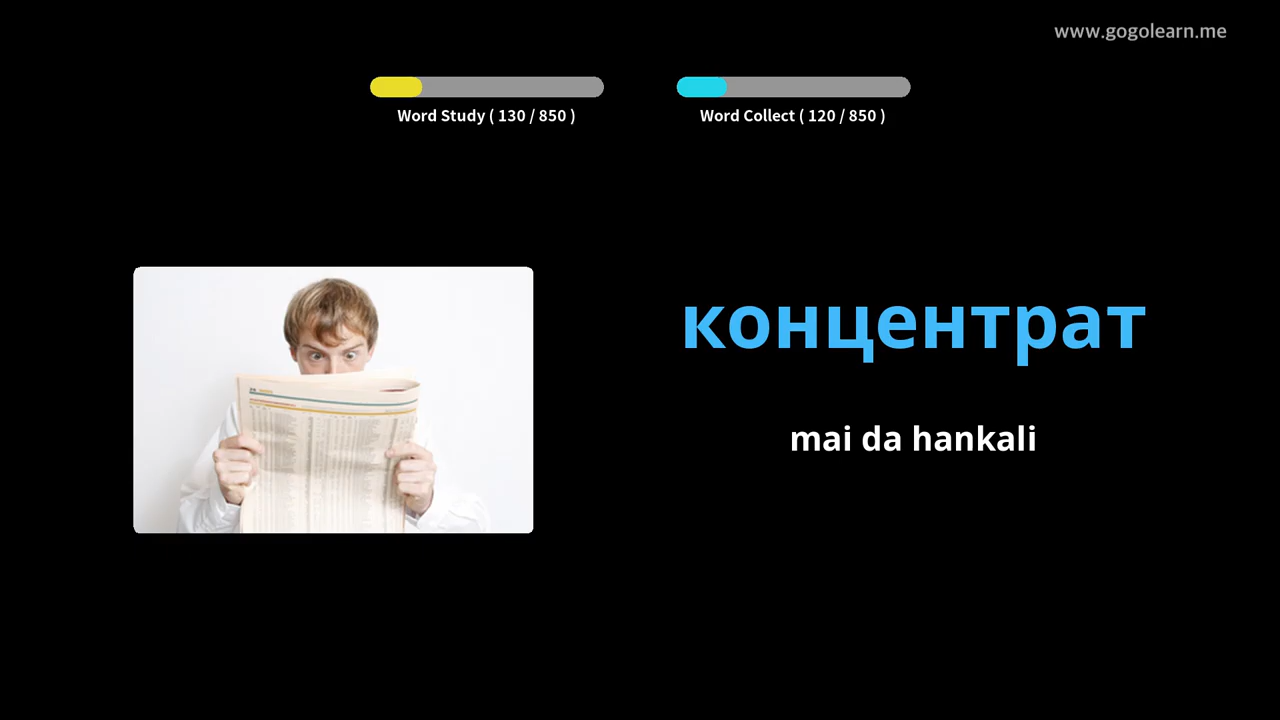 www.gogolearn.me
Word Study ( 130 / 850 )
Word Collect ( 120 / 850 )
концентрат
mai da hankali